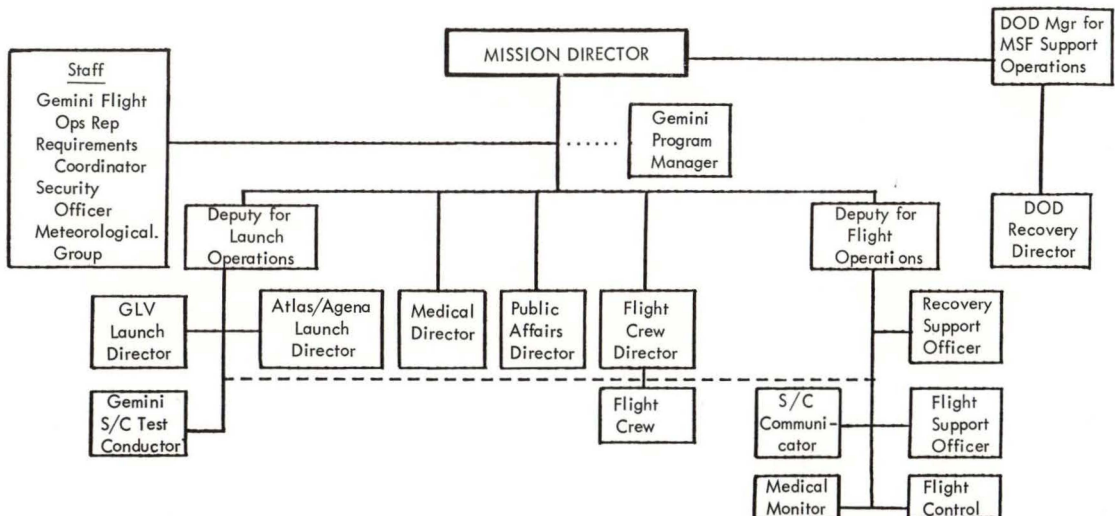 MISSION DIRECTOR
DOD Mgr for
MSF Support
Operations
Staff
Gemini Flight
Ops Rep
Requirements
Coordinator
Security
Officer
Meteorological.
Group
Gemini
Program
Manager
Deputy for
Launch
Operations
Deputy for
Flight
Operations
DOD
Recovery
Director
GLV
Launch
Director
Atlas/Agena
Launch
Director
Medical
Director
Public
Affairs
Director
Flight
Crew
Director
Recovery
Support
Officer
Gemini
S/C Test
Conductor
Flight
Crew
S/C
Communi-
cator
Flight
Support
Officer
Medical
Monitor
Flight
Control